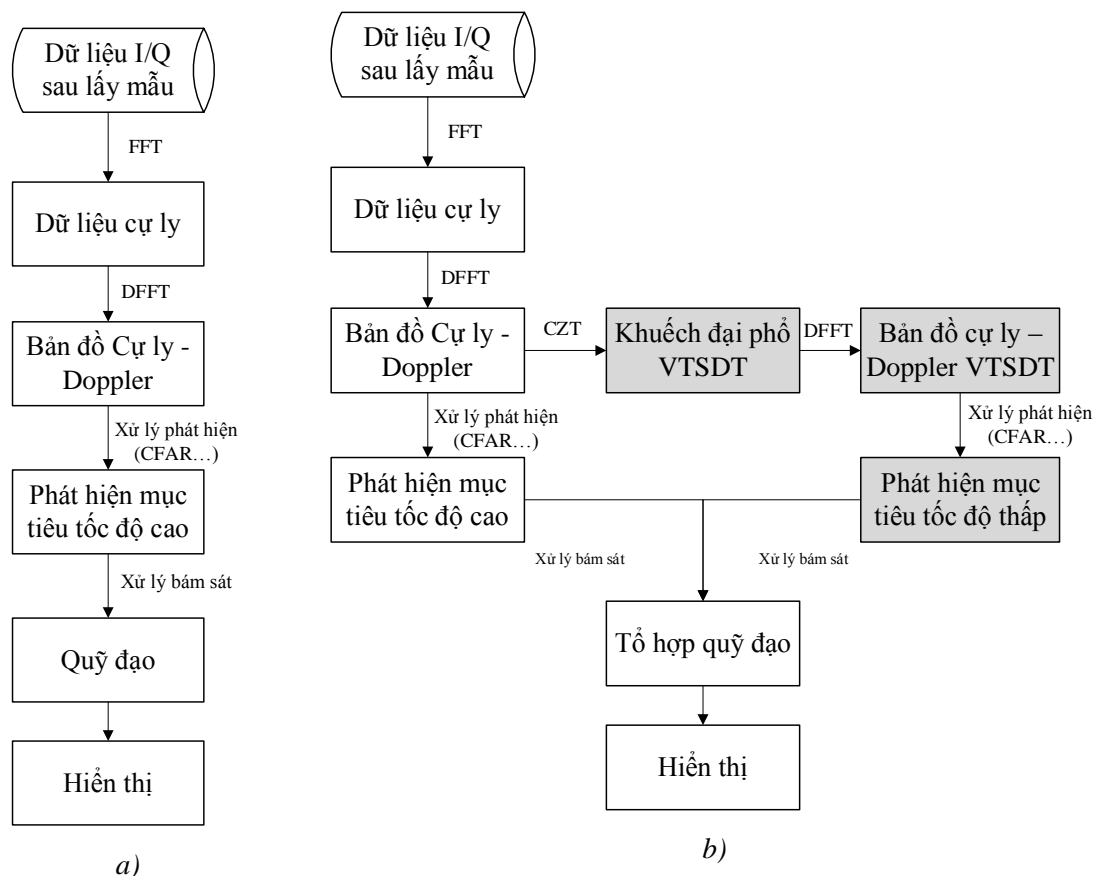 Dữ liệu I/Q
sau lấy mẫu
FFT
Dữ liệu cự ly
DFFT
Bản đồ Cự ly -
Doppler
Xử lý phát hiện
(CFAR...)
Phát hiện mục
tiêu tốc độ cao
Xử lý bám sát
Quỹ đạo
Hiển thị
a)
Dữ liệu I/Q
sau lấy mẫu
FFT
Dữ liệu cự ly
DFFT
Bản đồ Cự ly -
Doppler
CZT
Khuếch đại phổ
VTSDT
DFFT
Bản đồ cự ly –
Doppler VTSDT
Xử lý phát hiện
(CFAR...)
Xử lý phát hiện
(CFAR...)
Phát hiện mục
tiêu tốc độ cao
Phát hiện mục
tiêu tốc độ thấp
Xử lý bám sát
Xử lý bám sát
Tổ hợp quỹ đạo
Hiển thị
b)